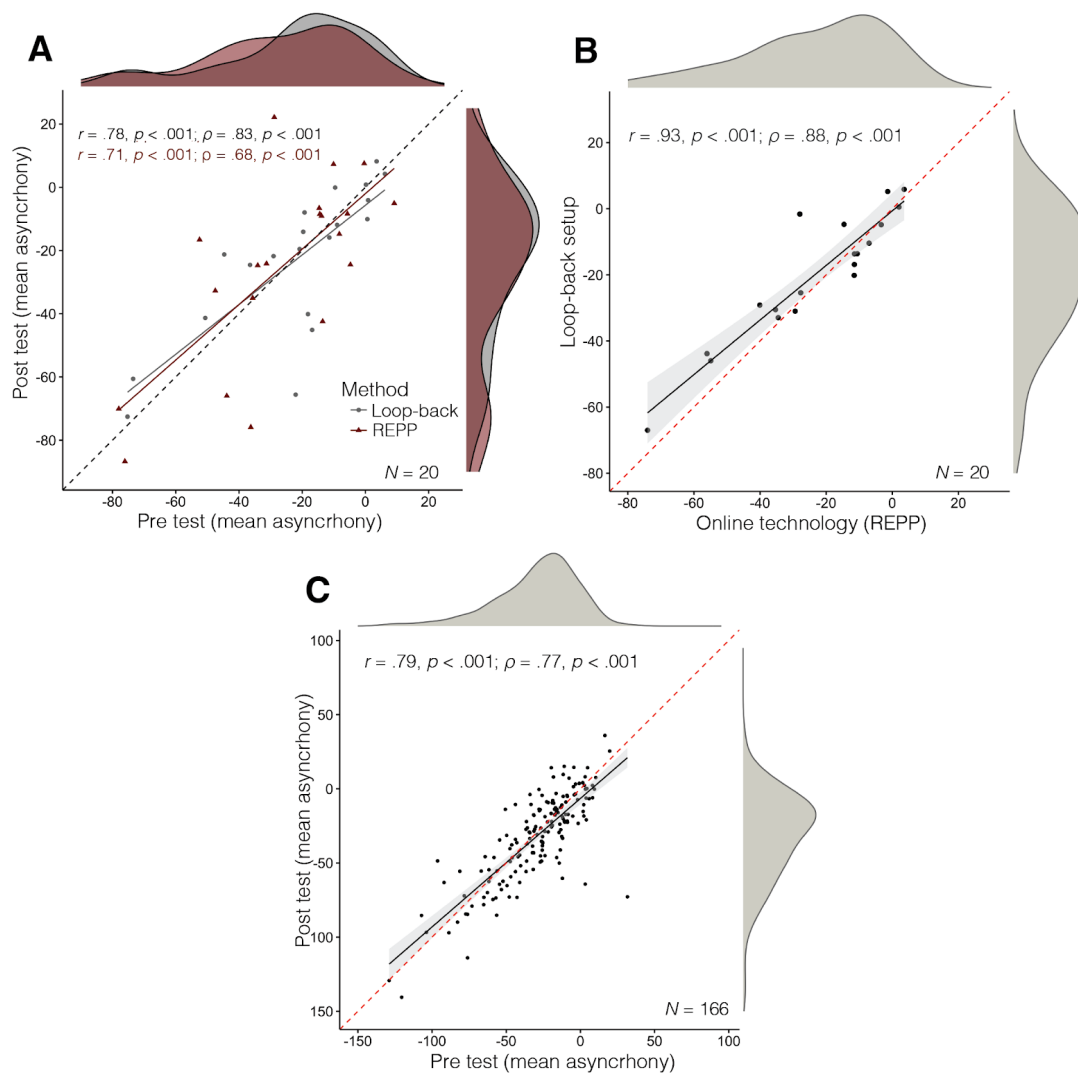 A
r = .78, p < .001; ρ = .83, p < .001
r = .71, p < .001; ρ = .68, p < .001
20
0
-20
-40
-60
-80
Post test (mean asyncrhony)
Method
Loop-back
REPP
N = 20
-80 -60 -40 -20 0 20
Pre test (mean asyncrhony)
B
r = .93, p < .001; ρ = .88, p < .001
20
0
-20
-40
-60
-80
Loop-back setup
N = 20
-80 -60 -40 -20 0 20
Online technology (REPP)
C
r = .79, p < .001; ρ = .77, p < .001
100
50
0
-50
100
150
Post test (mean asyncrhony)
N = 166
-150 -100 -50 0 50 100
Pre test (mean asyncrhony)